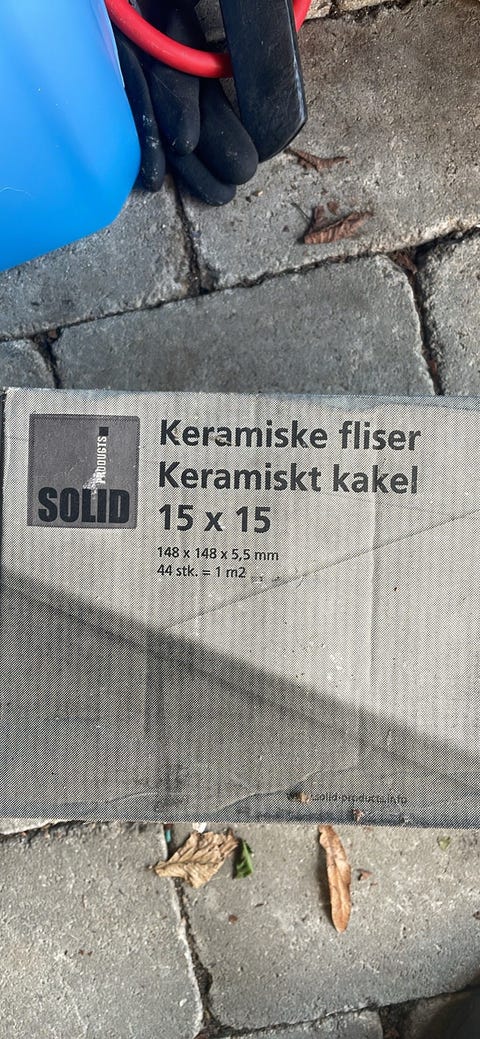 PRODUCTS
SOLID
Keramiske fliser
Keramiskt kakel
15 x 15
148 x 148 x 5,5 mm
44 stk. = 1 m2
www.solid-products.info